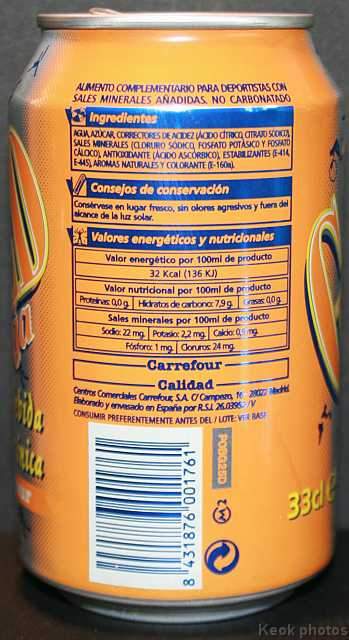 ALIMENTO COMPLEMENTARIO PARA DEPORTISTAS CON
SALES MINERALES AÑADIDAS. NO CARBONATADO
Ingredientes
AGUA, AZÚCAR, CORRECTORES DE ACIDEZ (ÁCIDO CÍTRICO, CITRATO SÓDICO),
SALES MINERALES (CLORURO SÓDICO, FOSFATO POTÁSICO Y FOSFATO
CÁLCICO), ANTIOXIDANTE (ÁCIDO ASCÓRBICO), ESTABILIZANTES (E-414,
E-445), AROMAS NATURALES Y COLORANTE (E-160a).
Consejos de conservación
Consérvese en lugar fresco, sin olores agresivos y fuera del
alcance de la luz solar.
Valores energéticos y nutricionales
Valor energético por 100ml de producto
32 Kcal (136 KJ)
Valor nutricional por 100ml de producto
Proteínas: 0,0 g. Hidratos de carbono: 7,9 g. Grasas: 0,0 g.
Sales minerales por 100ml de producto
Sodio: 22 mg. Potasio: 2,2 mg. Calcio: mg.
Fósforo: 1 mg. Cloruros: 24 mg.
Carrefour
Calidad
Centros Comerciales Carrefour, S.A. C/ Campezo, 16 28022 Madrid.
Elaborado y envasado en España por R.S.I. /V
CONSUMIR PREFERENTEMENTE ANTES DEL / LOTE: VER BASE
bida
nica
ur
8 431876 001761
33cl e
Keok photos